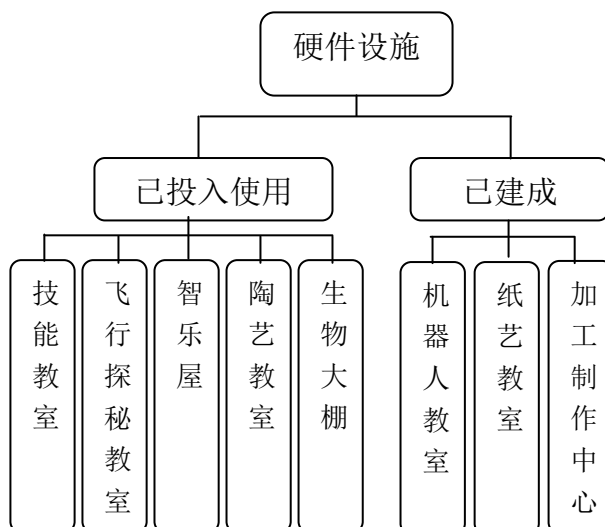 硬件设施
已投入使用
已建成
技能教室
飞行探秘教室
智乐屋
陶艺教室
生物大棚
机器人教室
纸艺教室
加工制作中心